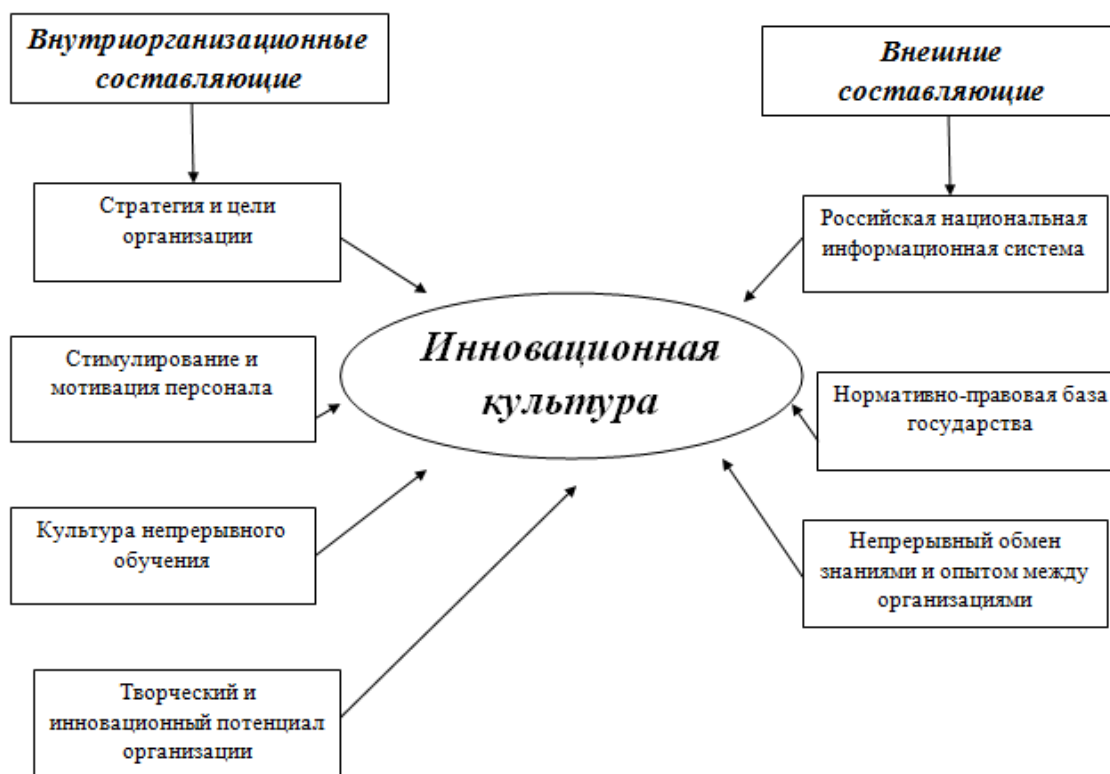 Внутриорганизационные
составляющие
Внешние
составляющие
Стратегия и цели
организации
Российская национальная
информационная система
Инновационная
культура
Стимулирование и
мотивация персонала
Нормативно-правовая база
государства
Культура непрерывного
обучения
Непрерывный обмен
знаниями и опытом между
организациями
Творческий и
инновационный потенциал
организации